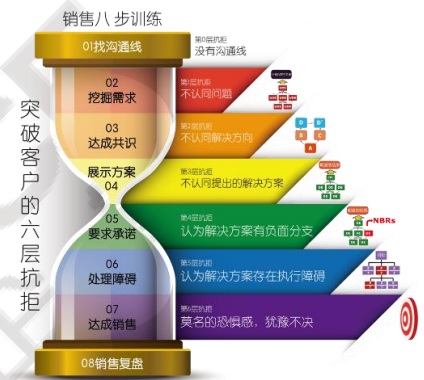 销售八步训练
突破客户的六层抗拒
01找沟通线
第0层抗拒
没有沟通线
02
挖掘需求
第1层抗拒
不认同问题
03
达成共识
第2层抗拒
不认同解决方向
D
D'
B
C
A
展示方案
04
第3层抗拒
不认同提出的解决方案
05
要求承诺
第4层抗拒
认为解决方案有负面分支
NBRs
06
处理障碍
第5层抗拒
认为解决方案存在执行障碍
07
达成销售
第6层抗拒
莫名的恐惧感，犹豫不决
08销售复盘